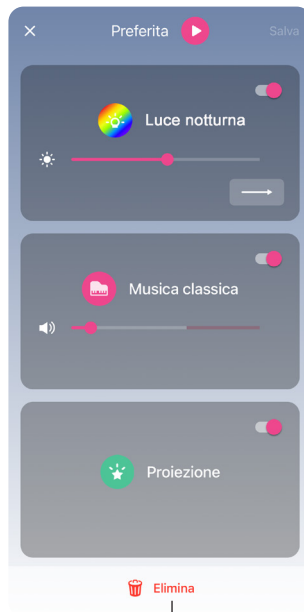 Preferita
Salva
Luce notturna
Musica classica
Proiezione
Elimina